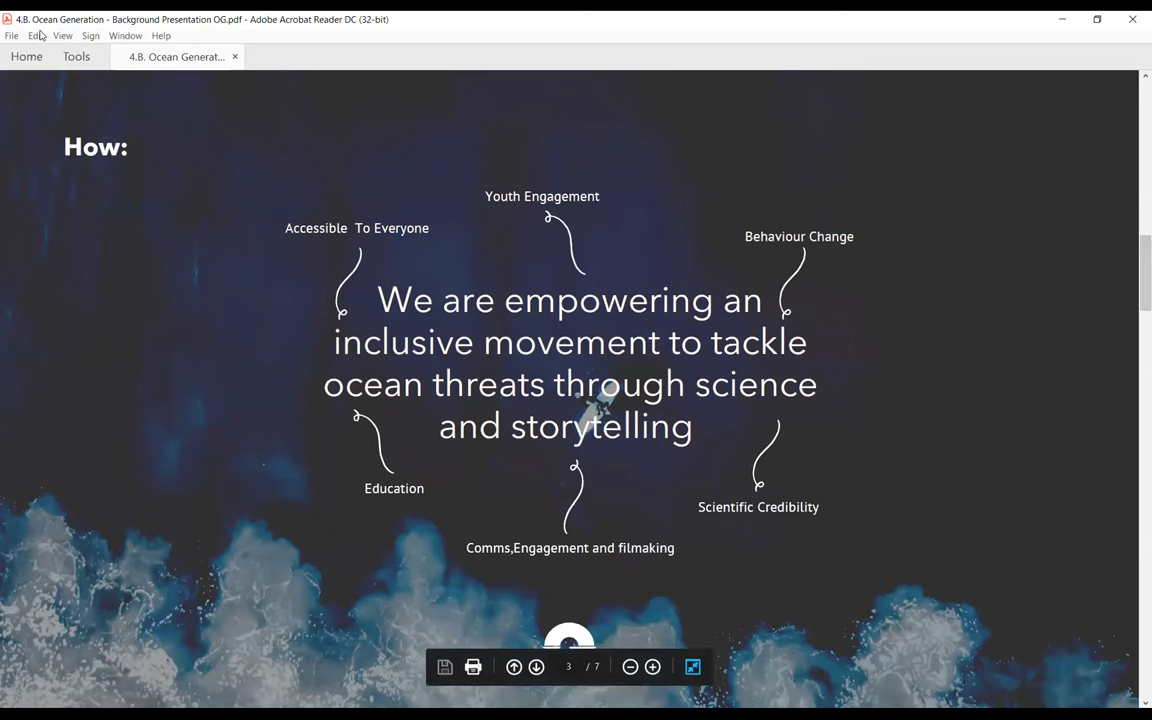 4.B. Ocean Generation - Background Presentation OG.pdf - Adobe Acrobat Reader DC (32-bit)
File Edit View Sign Window Help
Home Tools 4.B. Ocean Generat... ×
How:
Youth Engagement
Accessible To Everyone
Behaviour Change
We are empowering an
inclusive movement to tackle
ocean threats through science
and storytelling
Education
Scientific Credibility
Comms,Engagement and filmaking
3 / 7